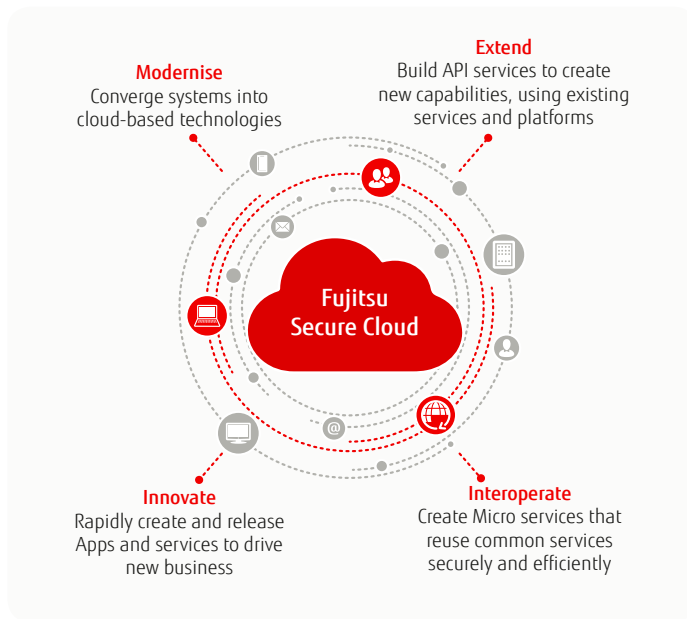 Modernise
Converge systems into
cloud-based technologies
Extend
Build API services to create
new capabilities, using existing
services and platforms
Fujitsu
Secure Cloud
@
Innovate
Rapidly create and release
Apps and services to drive
new business
Interoperate
Create Micro services that
reuse common services
securely and efficiently